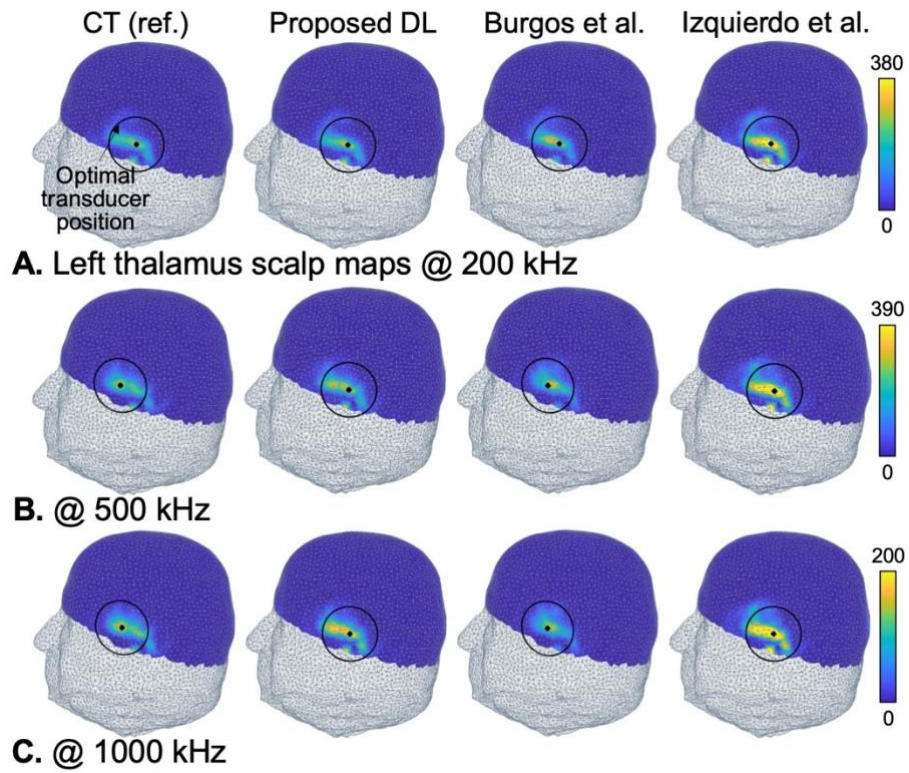 CT (ref.) Proposed DL Burgos et al. Izquierdo et al.
380
Optimal
transducer
position
0
A. Left thalamus scalp maps @ 200 kHz
390
0
B. @ 500 kHz
200
0
C. @ 1000 kHz